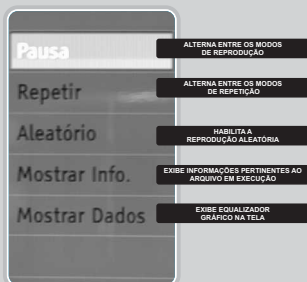 Pausa
ALTERNA ENTRE OS MODOS
DE REPRODUÇÃO
Repetir
ALTERNA ENTRE OS MODOS
DE REPETIÇÃO
Aleatório
HABILITA A
REPRODUÇÃO ALEATÓRIA
Mostrar Info.
EXIBE INFORMAÇÕES PERTINENTES AO
ARQUIVO EM EXECUÇÃO
Mostrar Dados
EXIBE EQUALIZADOR
GRÁFICO NA TELA